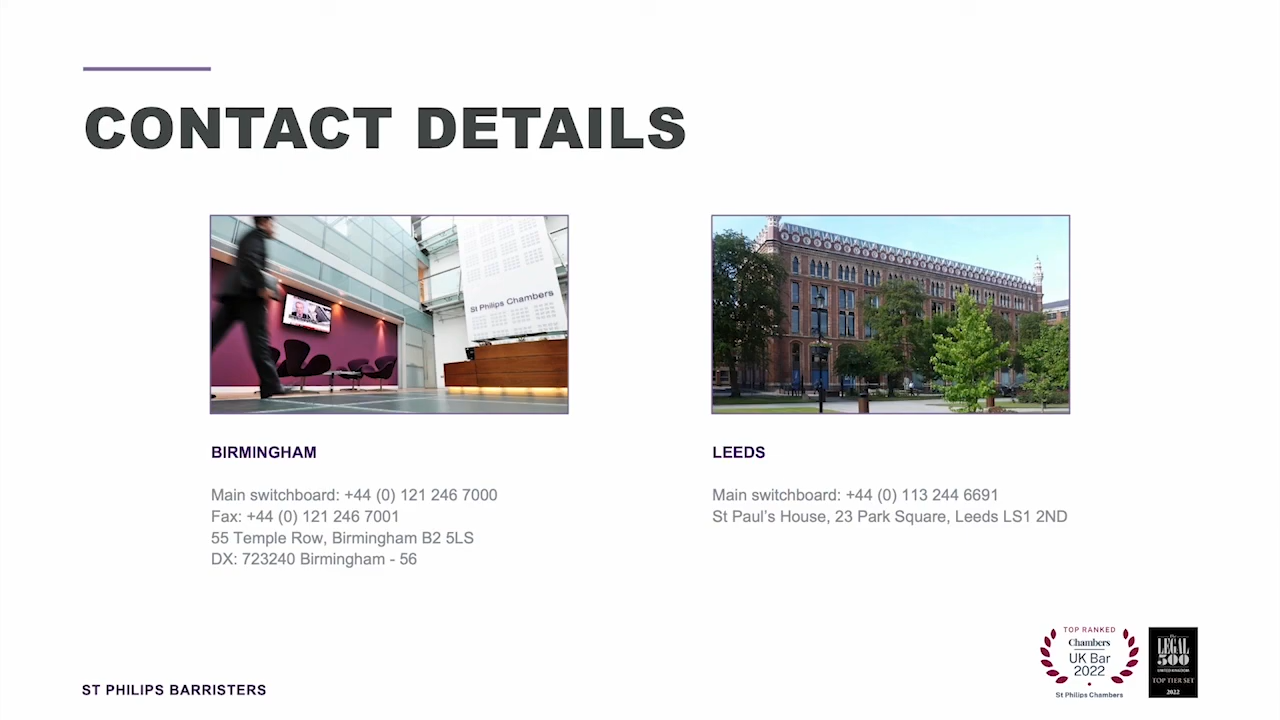 CONTACT DETAILS
St Philips Chambers
BIRMINGHAM
Main switchboard: +44 (0) 121 246 7000
Fax: +44 (0) 121 246 7001
55 Temple Row, Birmingham B2 5LS
DX: 723240 Birmingham - 56
LEEDS
Main switchboard: +44 (0) 113 244 6691
St Paul’s House, 23 Park Square, Leeds LS1 2ND
ST PHILIPS BARRISTERS
TOP RANKED
Chambers
UK Bar
2022
St Philips Chambers
The
LEGAL
500
UNITED KINGDOM
TOP TIER SET
2022